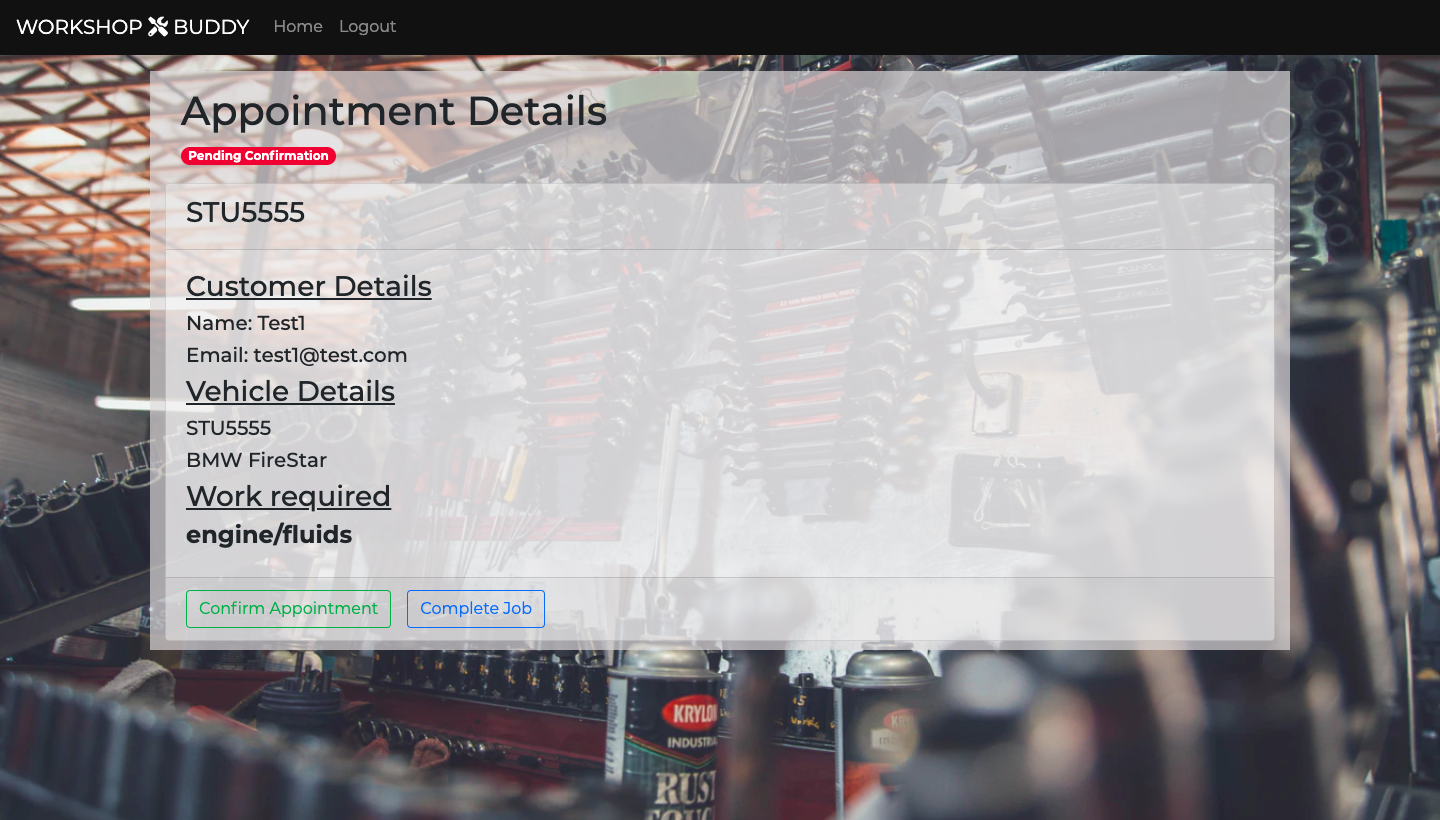 WORKSHOP BUDDY Home Logout
Appointment Details
Pending Confirmation
STU5555
Customer Details
Name: Test1
Email: test1@test.com
Vehicle Details
STU5555
BMW FireStar
Work required
engine/fluids
Confirm Appointment Complete Job
KRYLON
INDUSTRIAL
RUST
TOUGH